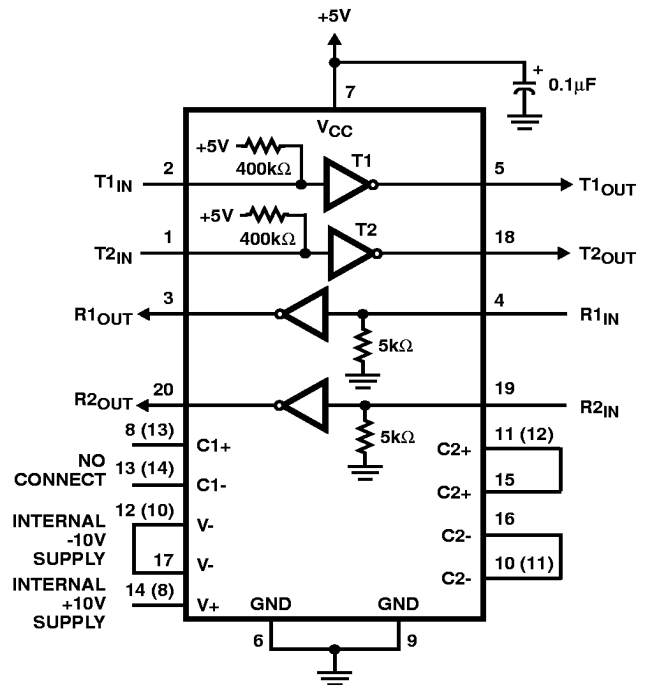 +5V
+
0.1µF
7
VCC
+5V
400kΩ
T1
2
5
T1IN
T1OUT
+5V
400kΩ
T2
1
18
T2IN
T2OUT
3
4
R1OUT
R1IN
5kΩ
20
19
R2OUT
R2IN
5kΩ
8 (13)
C1+
NO
CONNECT
13 (14)
C1-
12 (10)
INTERNAL
-10V
SUPPLY
V-
17
V-
INTERNAL
+10V
SUPPLY
14 (8)
V+
11 (12)
C2+
15
C2+
16
C2-
10 (11)
C2-
GND
GND
6
9